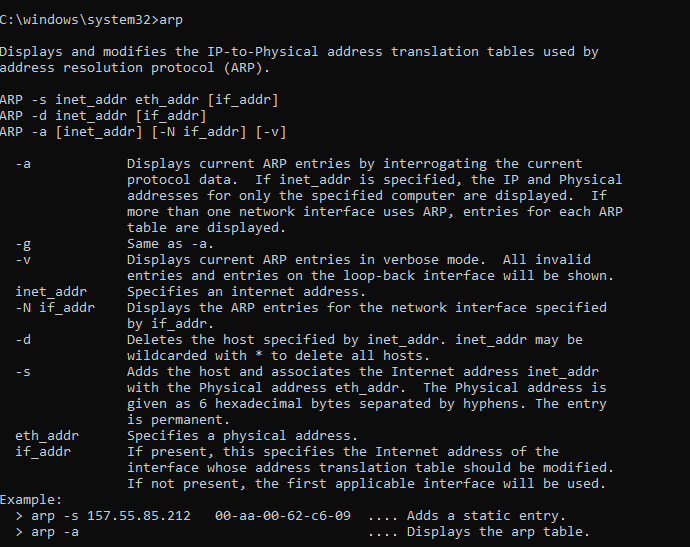 C:\windows\system32>arp
Displays and modifies the IP-to-Physical address translation tables used by
address resolution protocol (ARP).
ARP -s inet_addr eth_addr [if_addr]
ARP -d inet_addr [if_addr]
ARP -a [inet_addr] [-N if_addr] [-v]
-a Displays current ARP entries by interrogating the current
protocol data. If inet_addr is specified, the IP and Physical
addresses for only the specified computer are displayed. If
more than one network interface uses ARP, entries for each ARP
table are displayed.
-g Same as -a.
-v Displays current ARP entries in verbose mode. All invalid
entries and entries on the loop-back interface will be shown.
inet_addr Specifies an internet address.
-N if_addr Displays the ARP entries for the network interface specified
by if_addr.
-d Deletes the host specified by inet_addr. inet_addr may be
wildcarded with * to delete all hosts.
-s Adds the host and associates the Internet address inet_addr
with the Physical address eth_addr. The Physical address is
given as 6 hexadecimal bytes separated by hyphens. The entry
is permanent.
eth_addr Specifies a physical address.
if_addr If present, this specifies the Internet address of the
interface whose address translation table should be modified.
If not present, the first applicable interface will be used.
Example:
> arp -s 157.55.85.212 00-aa-00-62-c6-09 .... Adds a static entry.
> arp -a .... Displays the arp table.